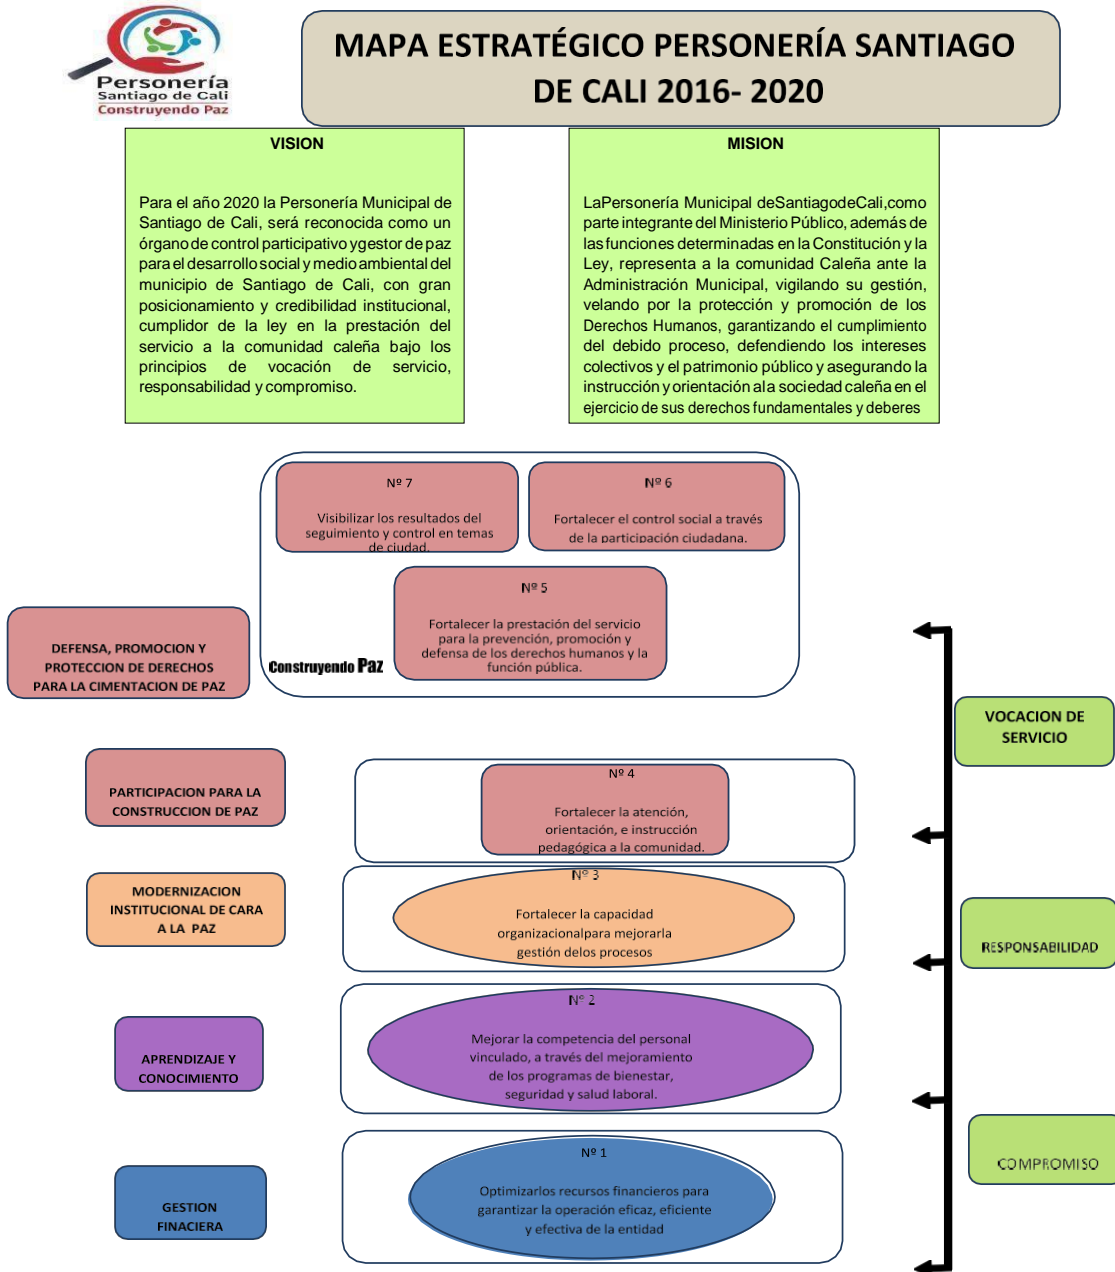 Personería
Santiago de Cali
Construyendo Paz
MAPA ESTRATÉGICO PERSONERÍA SANTIAGO
DE CALI 2016- 2020
VISION
Para el año 2020 la Personería Municipal de
Santiago de Cali, será reconocida como un
órgano de control participativo ygestor de paz
para el desarrollo social y medio ambiental del
municipio de Santiago de Cali, con gran
posicionamiento y credibilidad institucional,
cumplidor de la ley en la prestación del
servicio a la comunidad caleña bajo los
principios de vocación de servicio,
responsabilidad y compromiso.
MISION
LaPersonería Municipal deSantiagodeCali,como
parte integrante del Ministerio Público, además de
las funciones determinadas en la Constitución y la
Ley, representa a la comunidad Caleña ante la
Administración Municipal, vigilando su gestión,
velando por la protección y promoción de los
Derechos Humanos, garantizando el cumplimiento
del debido proceso, defendiendo los intereses
colectivos y el patrimonio público y asegurando la
instrucción y orientación ala sociedad caleña en el
ejercicio de sus derechos fundamentales y deberes
Nº 7
Visibilizar los resultados del
seguimiento y control en temas
de ciudad.
Nº 6
Fortalecer el control social a través
de la participación ciudadana.
Nº 5
Fortalecer la prestación del servicio
para la prevención, promoción y
defensa de los derechos humanos y la
función pública.
Construyendo Paz
DEFENSA, PROMOCION Y
PROTECCION DE DERECHOS
PARA LA CIMENTACION DE PAZ
VOCACION DE
SERVICIO
PARTICIPACION PARA LA
CONSTRUCCION DE PAZ
Nº 4
Fortalecer la atención,
orientación, e instrucción
pedagógica a la comunidad.
MODERNIZACION
INSTITUCIONAL DE CARA
A LA PAZ
Nº 3
Fortalecer la capacidad
organizacionalpara mejorarla
gestión delos procesos
RESPONSABILIDAD
APRENDIZAJE Y
CONOCIMIENTO
Nº 2
Mejorar la competencia del personal
vinculado, a través del mejoramiento
de los programas de bienestar,
seguridad y salud laboral.
COMPROMISO
GESTION
FINACIERA
Nº 1
Optimizarlos recursos financieros para
garantizar la operación eficaz, eficiente
y efectiva de la entidad